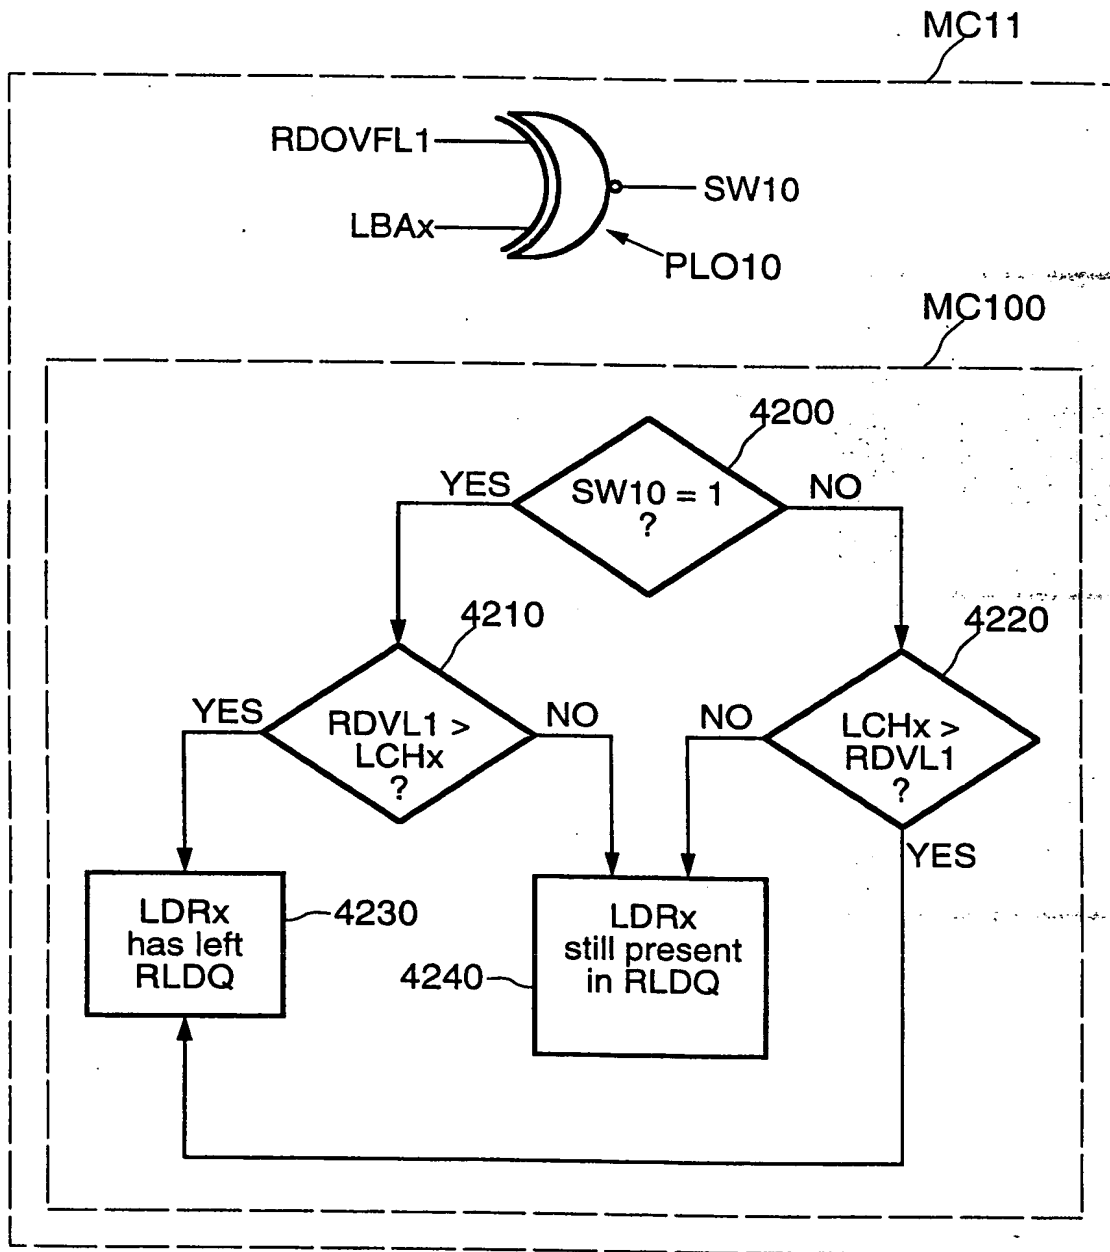 MC11
RDOVFL1
SW10
LBAx
PLO10
MC100
4200
YES
SW10 = 1
?
NO
4210
4220
YES
RDVL1 >
LCHx
?
NO
NO
LCHx >
RDVL1
?
YES
LDRx
has left
RLDQ
4230
LDRx
still present
in RLDQ
4240